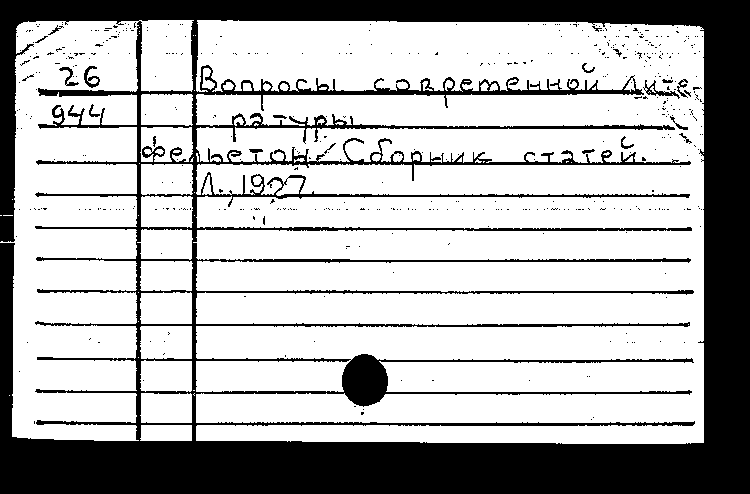 26 Вопросы современной лите-
944 ратуры
фельетон. Сборник статей.
Л., 1927.